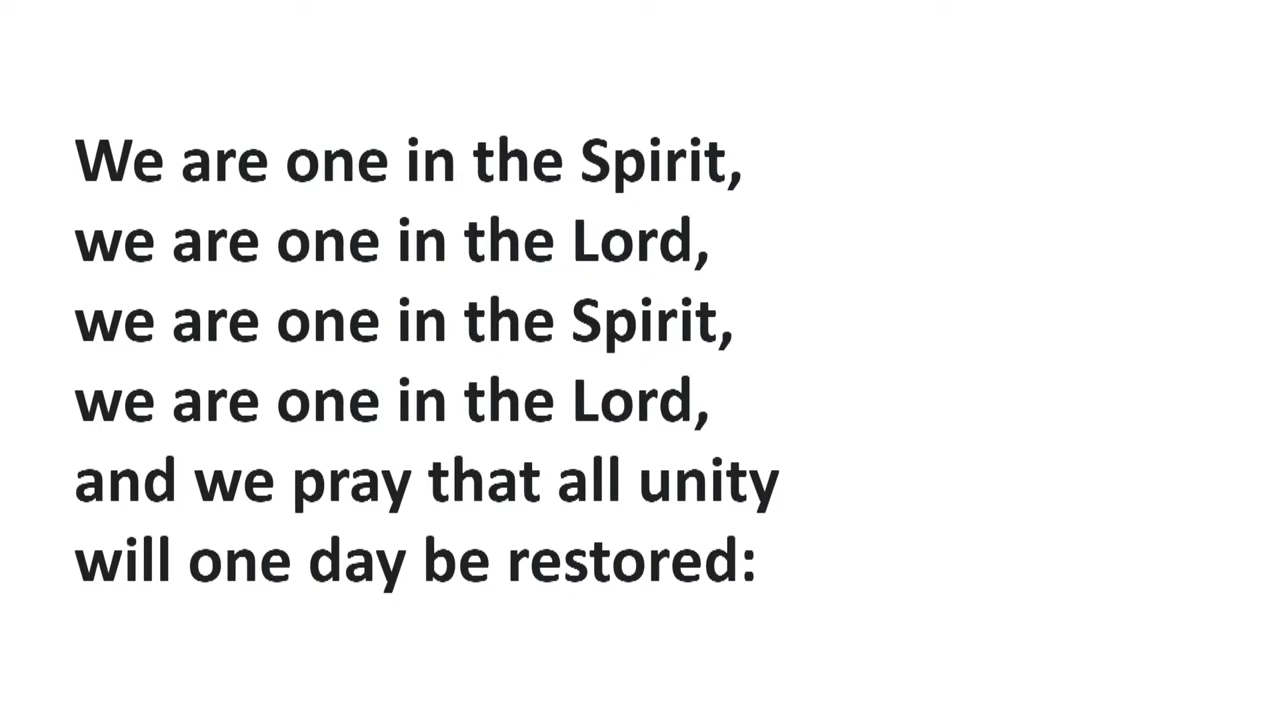 We are one in the Spirit,
we are one in the Lord,
we are one in the Spirit,
we are one in the Lord,
and we pray that all unity
will one day be restored: